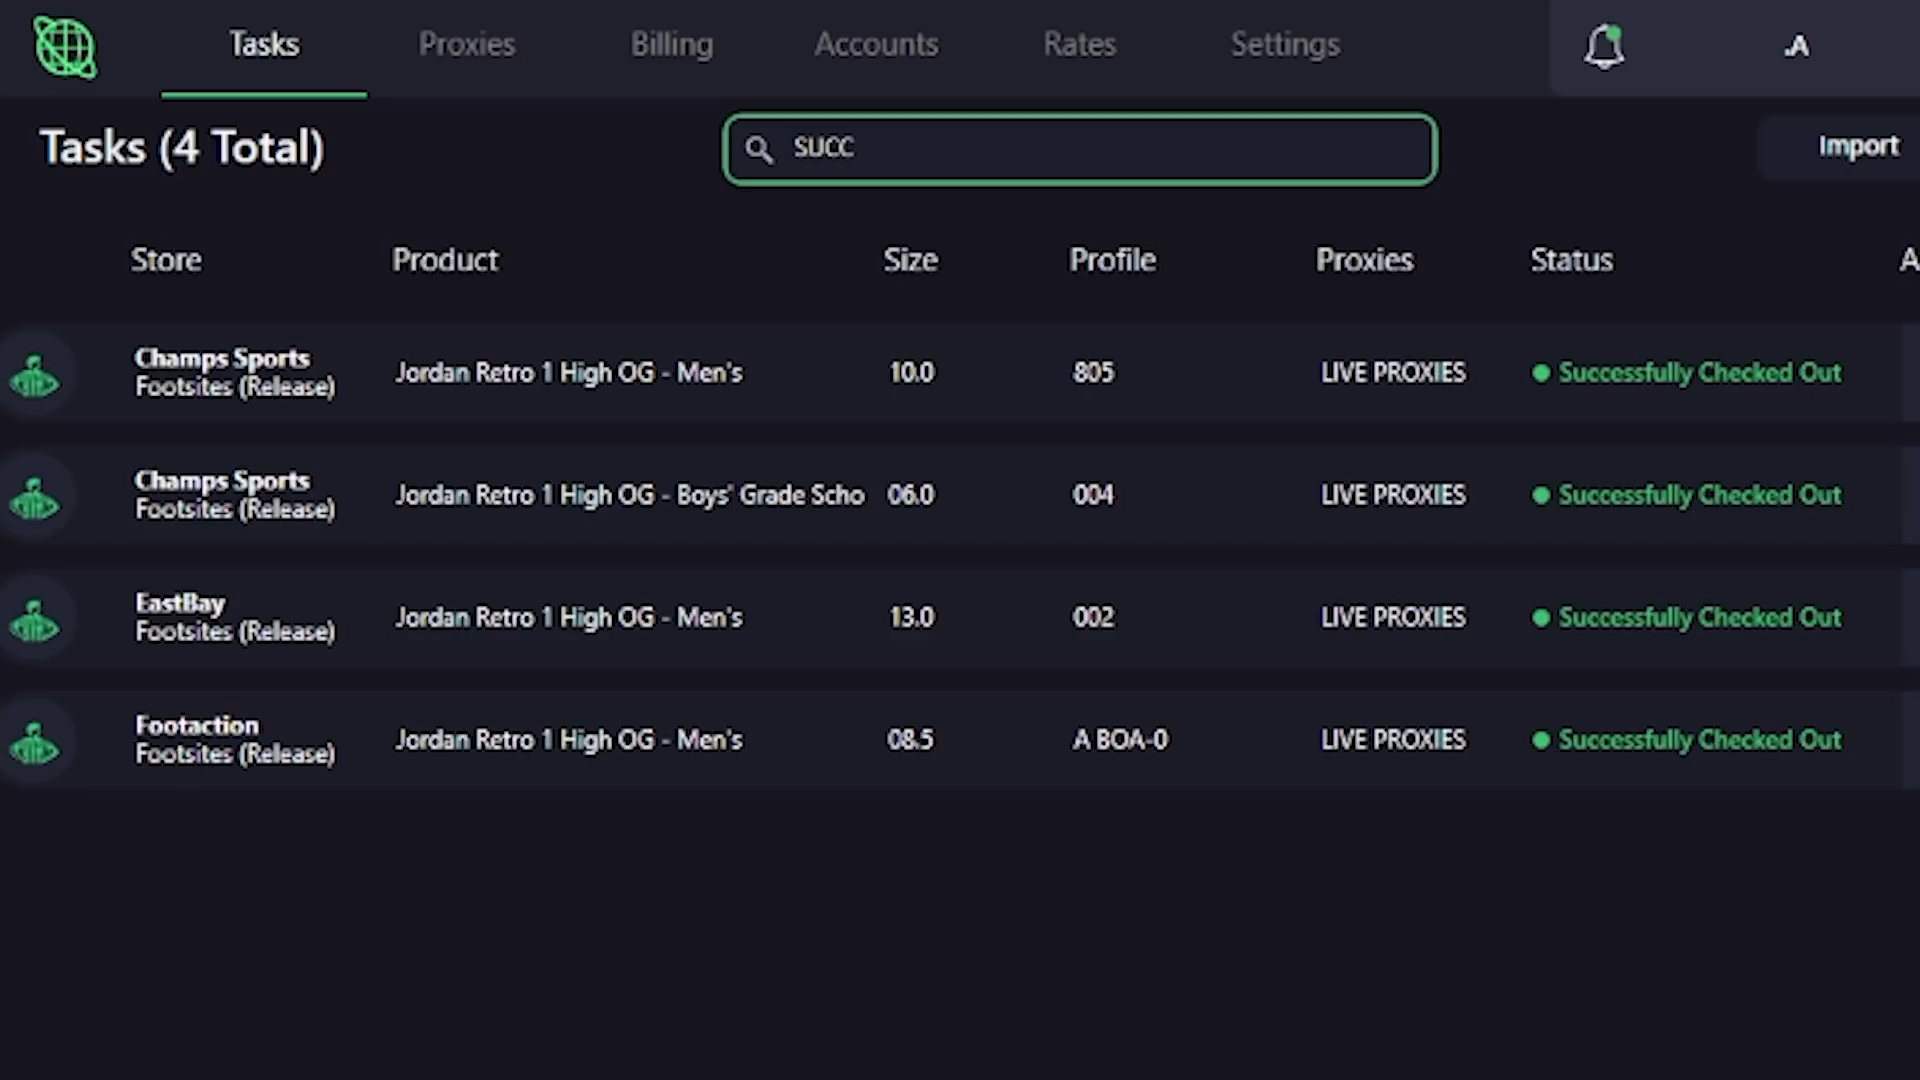 Tasks Proxies Billing Accounts Rates Settings .A
Tasks (4 Total) SUCC Import
Store Product Size Profile Proxies Status A
Champs Sports
Footsites (Release) Jordan Retro 1 High OG - Men's 10.0 805 LIVE PROXIES Successfully Checked Out
Champs Sports
Footsites (Release) Jordan Retro 1 High OG - Boys' Grade Scho 06.0 004 LIVE PROXIES Successfully Checked Out
EastBay
Footsites (Release) Jordan Retro 1 High OG - Men's 13.0 002 LIVE PROXIES Successfully Checked Out
Footaction
Footsites (Release) Jordan Retro 1 High OG - Men's 08.5 A BOA-0 LIVE PROXIES Successfully Checked Out